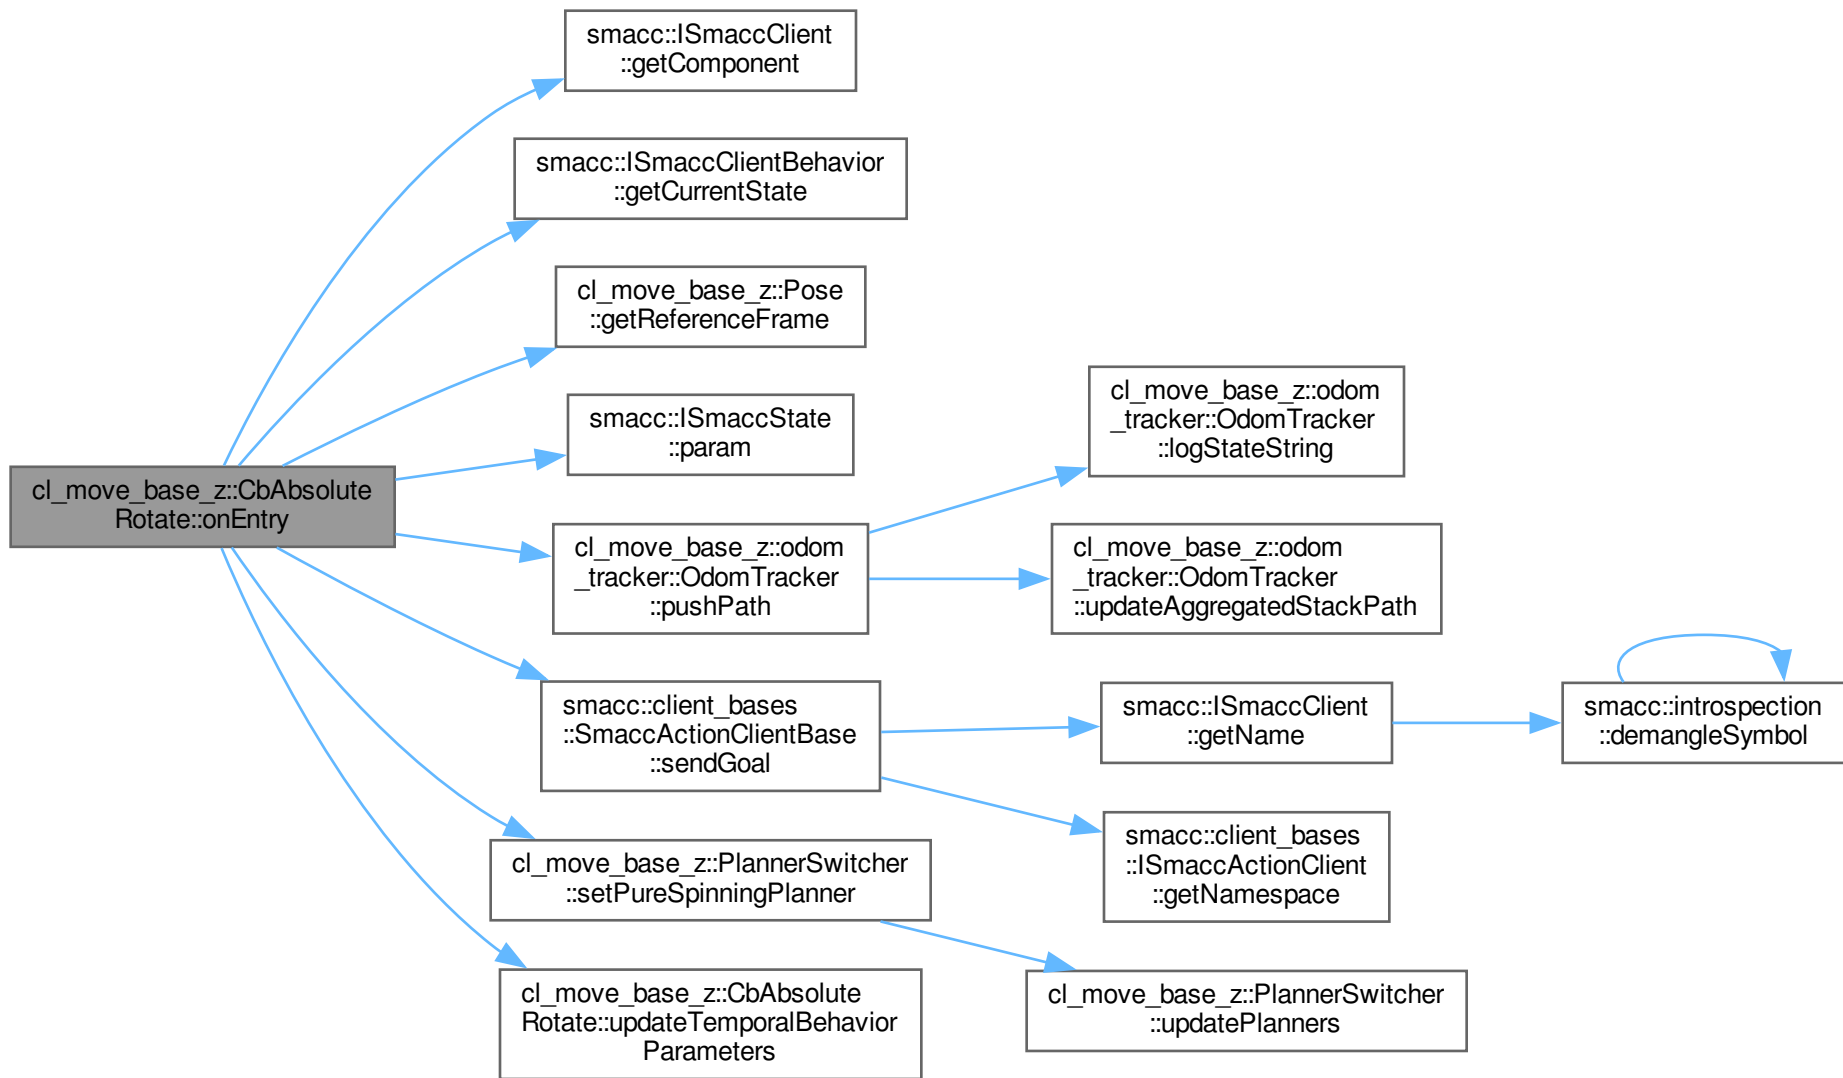 smacc::ISmaccClient
::getComponent
smacc::ISmaccClientBehavior
::getCurrentState
cl_move_base_z::Pose
::getReferenceFrame
smacc::ISmaccState
::param
cl_move_base_z::CbAbsolute
Rotate::onEntry
cl_move_base_z::odom
_tracker::OdomTracker
::pushPath
cl_move_base_z::odom
_tracker::OdomTracker
::logStateString
cl_move_base_z::odom
_tracker::OdomTracker
::updateAggregatedStackPath
smacc::client_bases
::SmaccActionClientBase
::sendGoal
smacc::ISmaccClient
::getName
smacc::introspection
::demangleSymbol
smacc::client_bases
::ISmaccActionClient
::getNamespace
cl_move_base_z::PlannerSwitcher
::setPureSpinningPlanner
cl_move_base_z::PlannerSwitcher
::updatePlanners
cl_move_base_z::CbAbsolute
Rotate::updateTemporalBehavior
Parameters